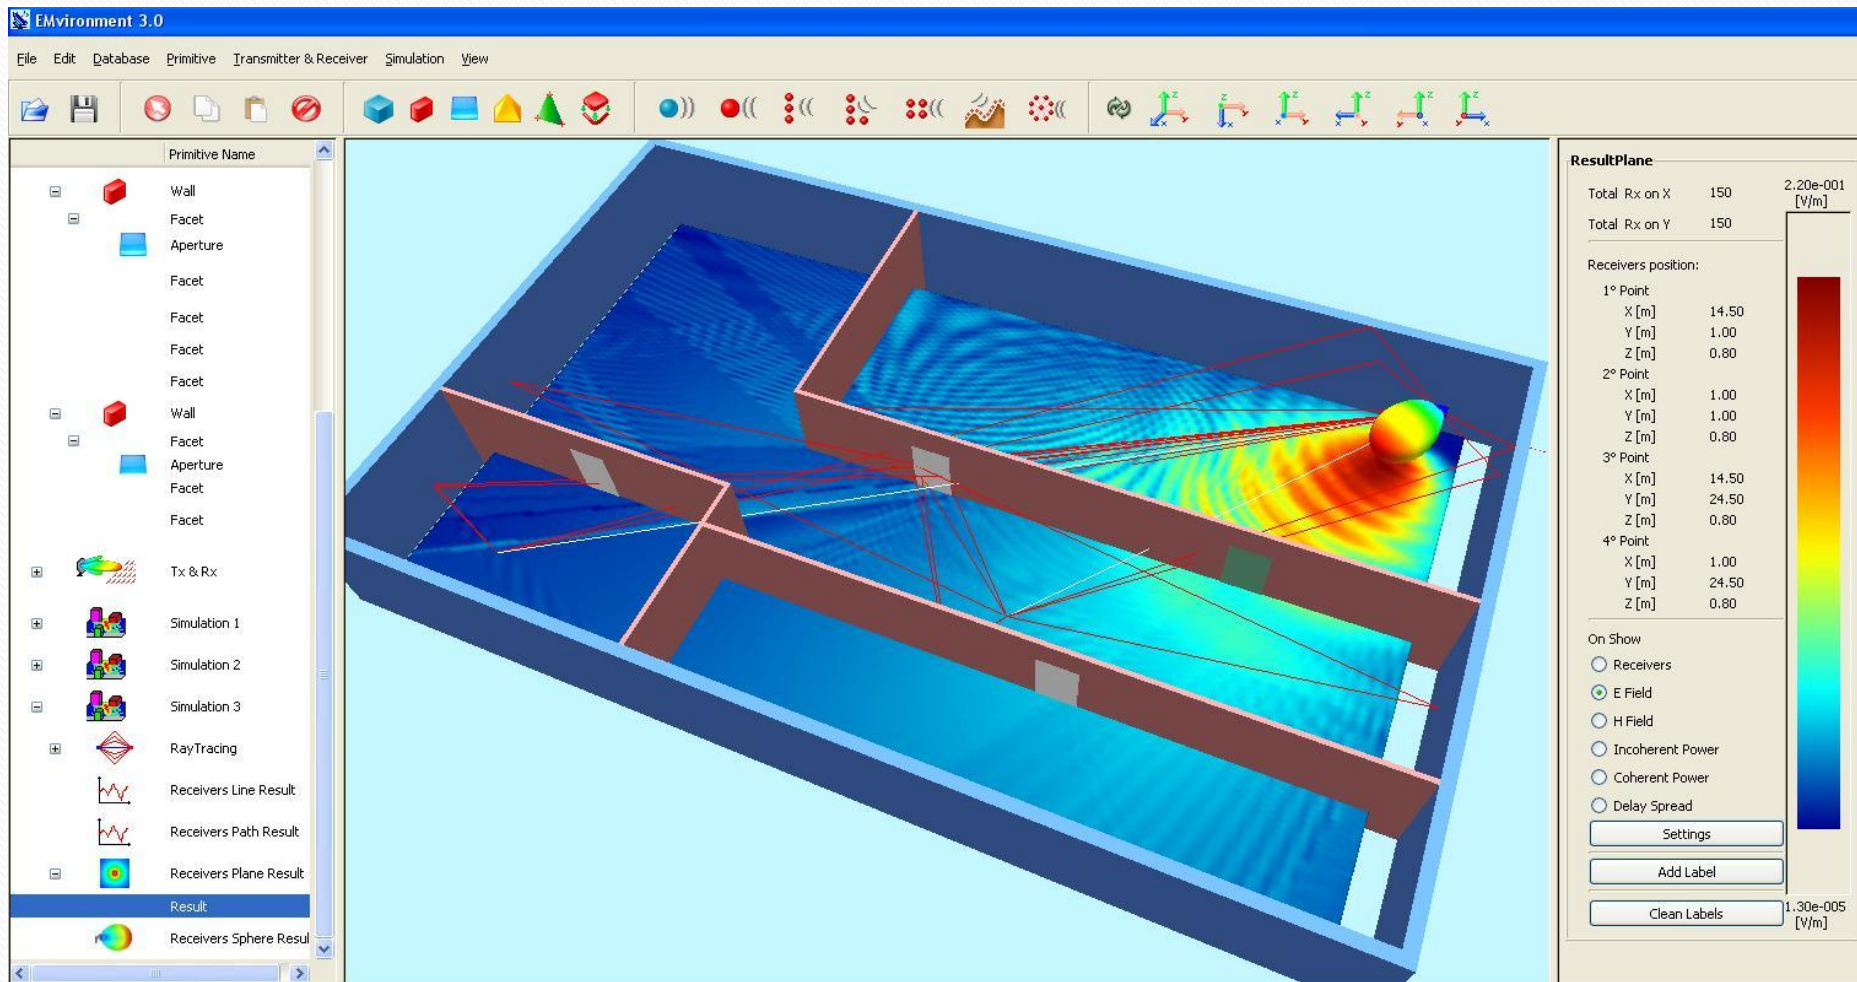 EMvironment 3.0
File Edit Database Primitive Transmitter & Receiver Simulation View
Primitive Name
Wall
Facet
Aperture
Facet
Facet
Facet
Facet
Wall
Facet
Aperture
Facet
Facet
Tx & Rx
Simulation 1
Simulation 2
Simulation 3
RayTracing
Receivers Line Result
Receivers Path Result
Receivers Plane Result
Result
Receivers Sphere Resul
ResultPlane
Total Rx on X 150
Total Rx on Y 150
2.20e-001
[V/m]
Receivers position:
1° Point
X [m] 14.50
Y [m] 1.00
Z [m] 0.80
2° Point
X [m] 1.00
Y [m] 1.00
Z [m] 0.80
3° Point
X [m] 14.50
Y [m] 24.50
Z [m] 0.80
4° Point
X [m] 1.00
Y [m] 24.50
Z [m] 0.80
On Show
Receivers
E Field
H Field
Incoherent Power
Coherent Power
Delay Spread
Settings
Add Label
Clean Labels
1.30e-005
[V/m]